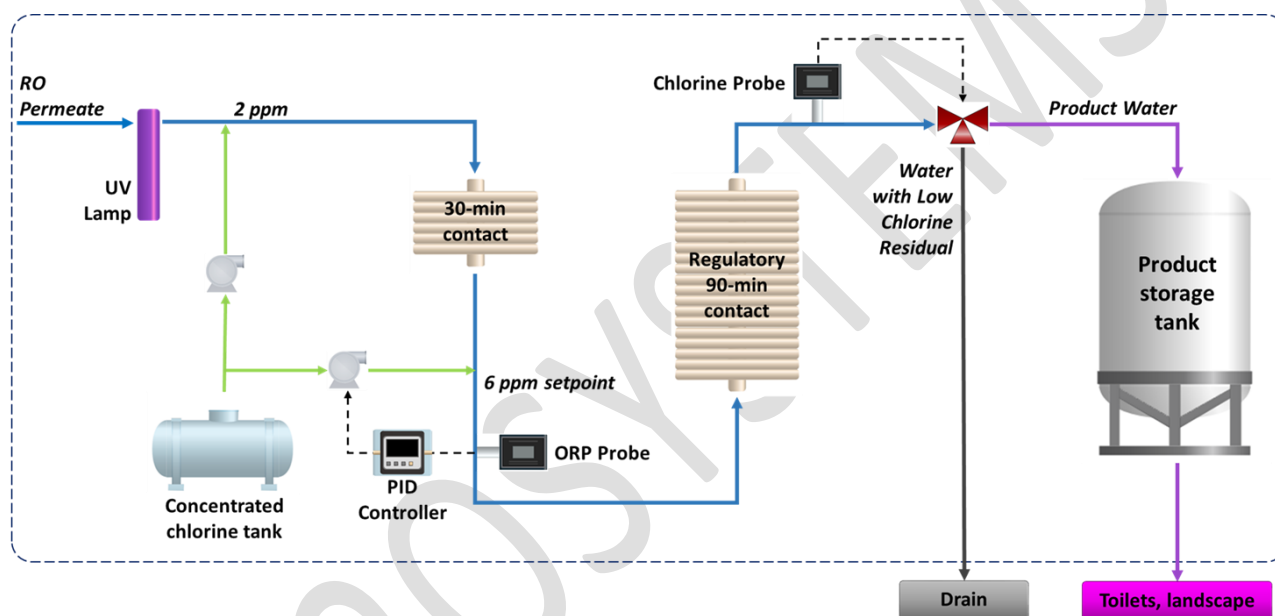 RO
Permeate
2 ppm
UV
Lamp
30-min
contact
6 ppm setpoint
ORP Probe
PID
Controller
Concentrated
chlorine tank
Chlorine Probe
Regulatory
90-min
contact
Product Water
Water
with Low
Chlorine
Residual
Product
storage
tank
Drain
Toilets, landscape
OSYSTEMS